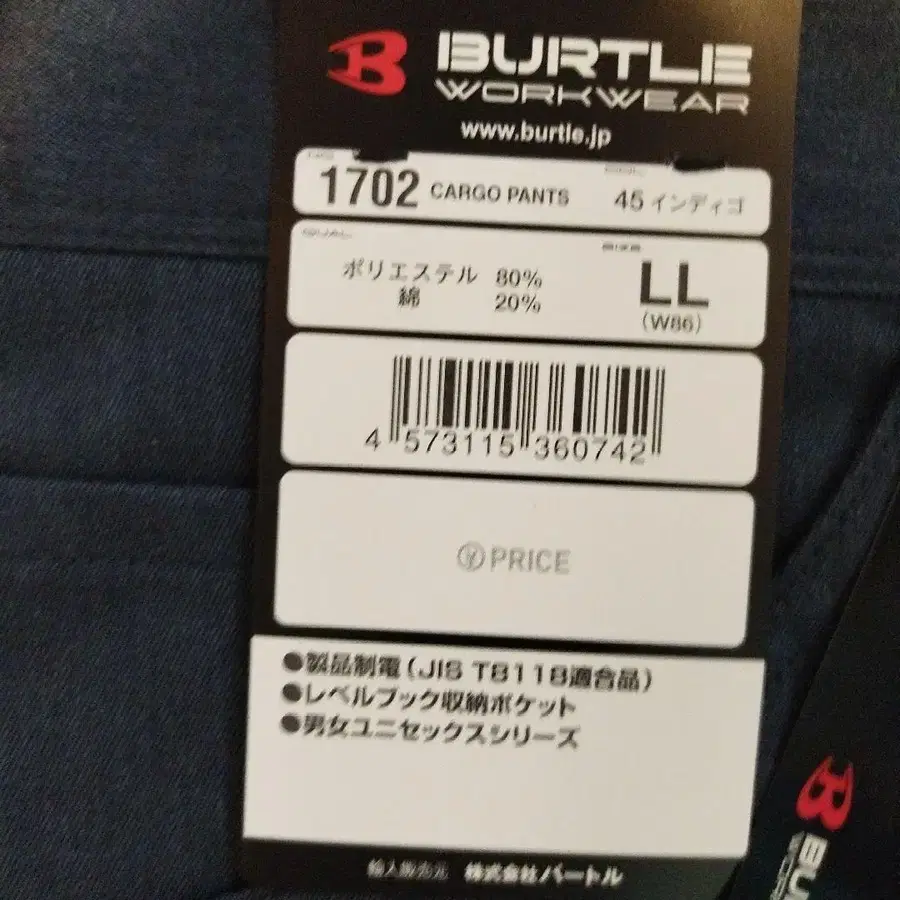 BURTLE
WORKWEAR
www.burtle.jp
1702 CARGO PANTS 45 インディゴ
QUAL. SIZE
ポリエステル 80% LL
綿 20% (W86)
4 573115 360742
Ⓨ PRICE
●製品制電(JIS T8118適合品)
●レベルブック収納ポケット
●男女ユニセックスシリーズ
輸入販売元 株式会社バートル
B
BU
WOR